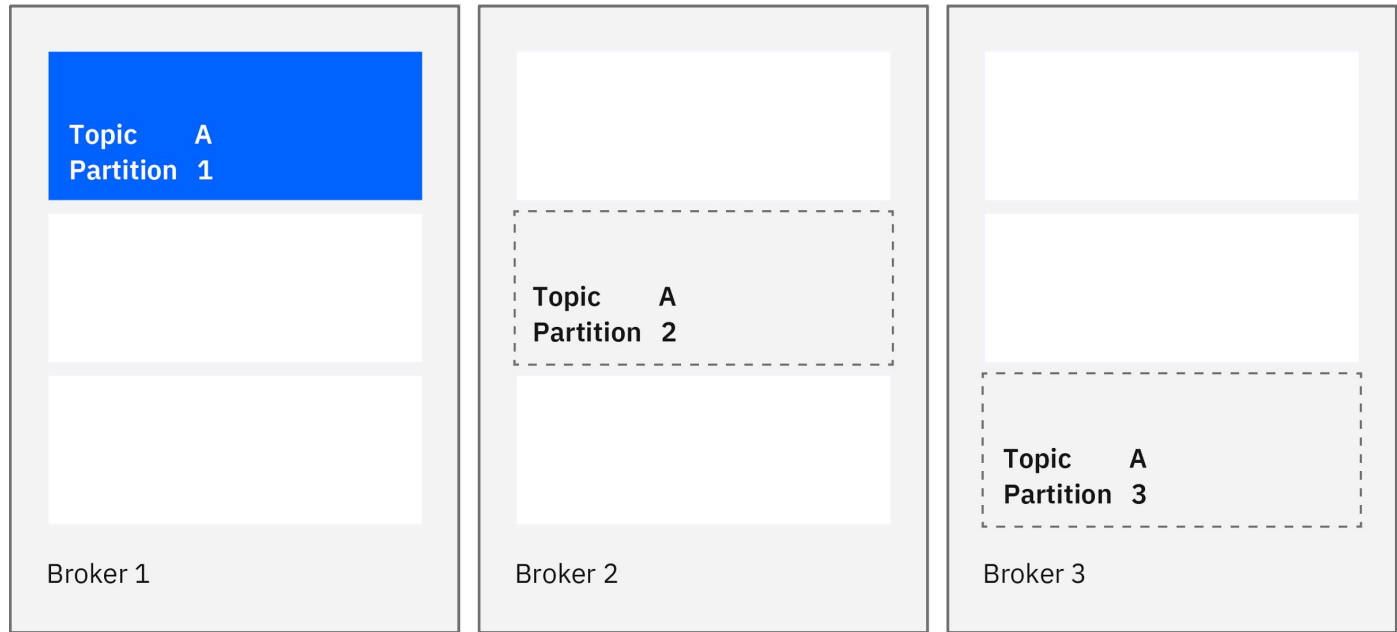 Topic A
Partition 1
Broker 1
Topic A
Partition 2
Broker 2
Topic A
Partition 3
Broker 3